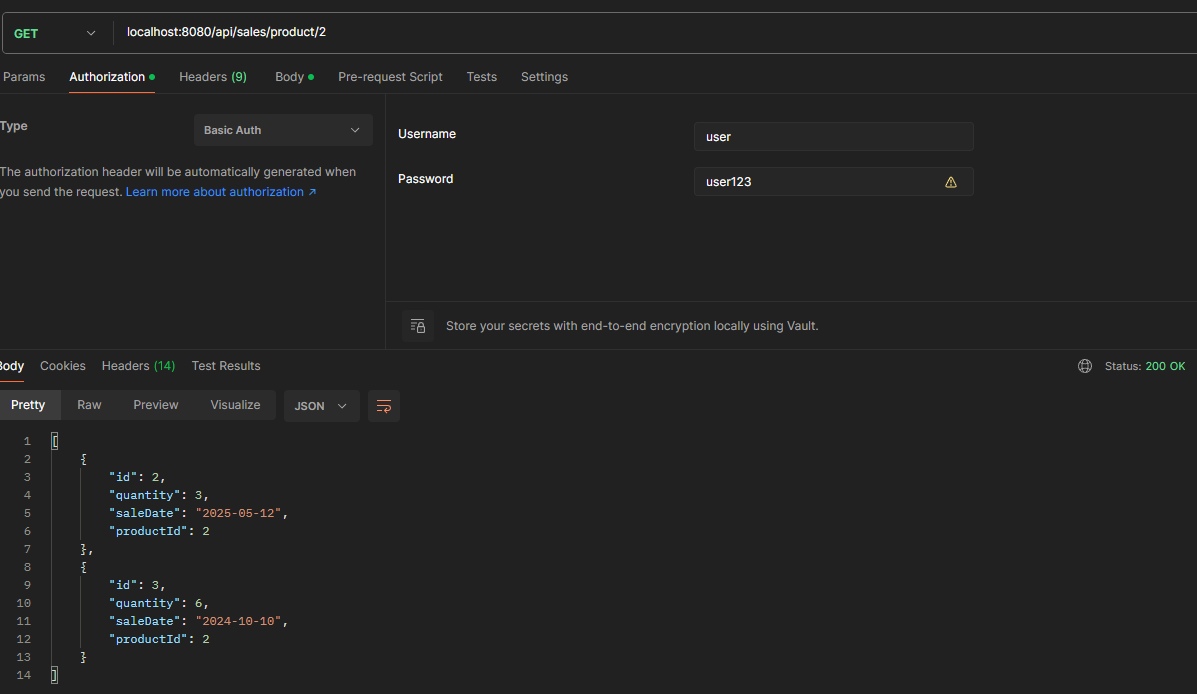 GET localhost:8080/api/sales/product/2
Params Authorization Headers (9) Body Pre-request Script Tests Settings
Type Basic Auth
The authorization header will be automatically generated when
you send the request. Learn more about authorization ↗
Username user
Password user123
Store your secrets with end-to-end encryption locally using Vault.
Body Cookies Headers (14) Test Results Status: 200 OK
Pretty Raw Preview Visualize JSON
1 [
2 {
3 "id": 2,
4 "quantity": 3,
5 "saleDate": "2025-05-12",
6 "productId": 2
7 },
8 {
9 "id": 3,
10 "quantity": 6,
11 "saleDate": "2024-10-10",
12 "productId": 2
13 }
14 ]